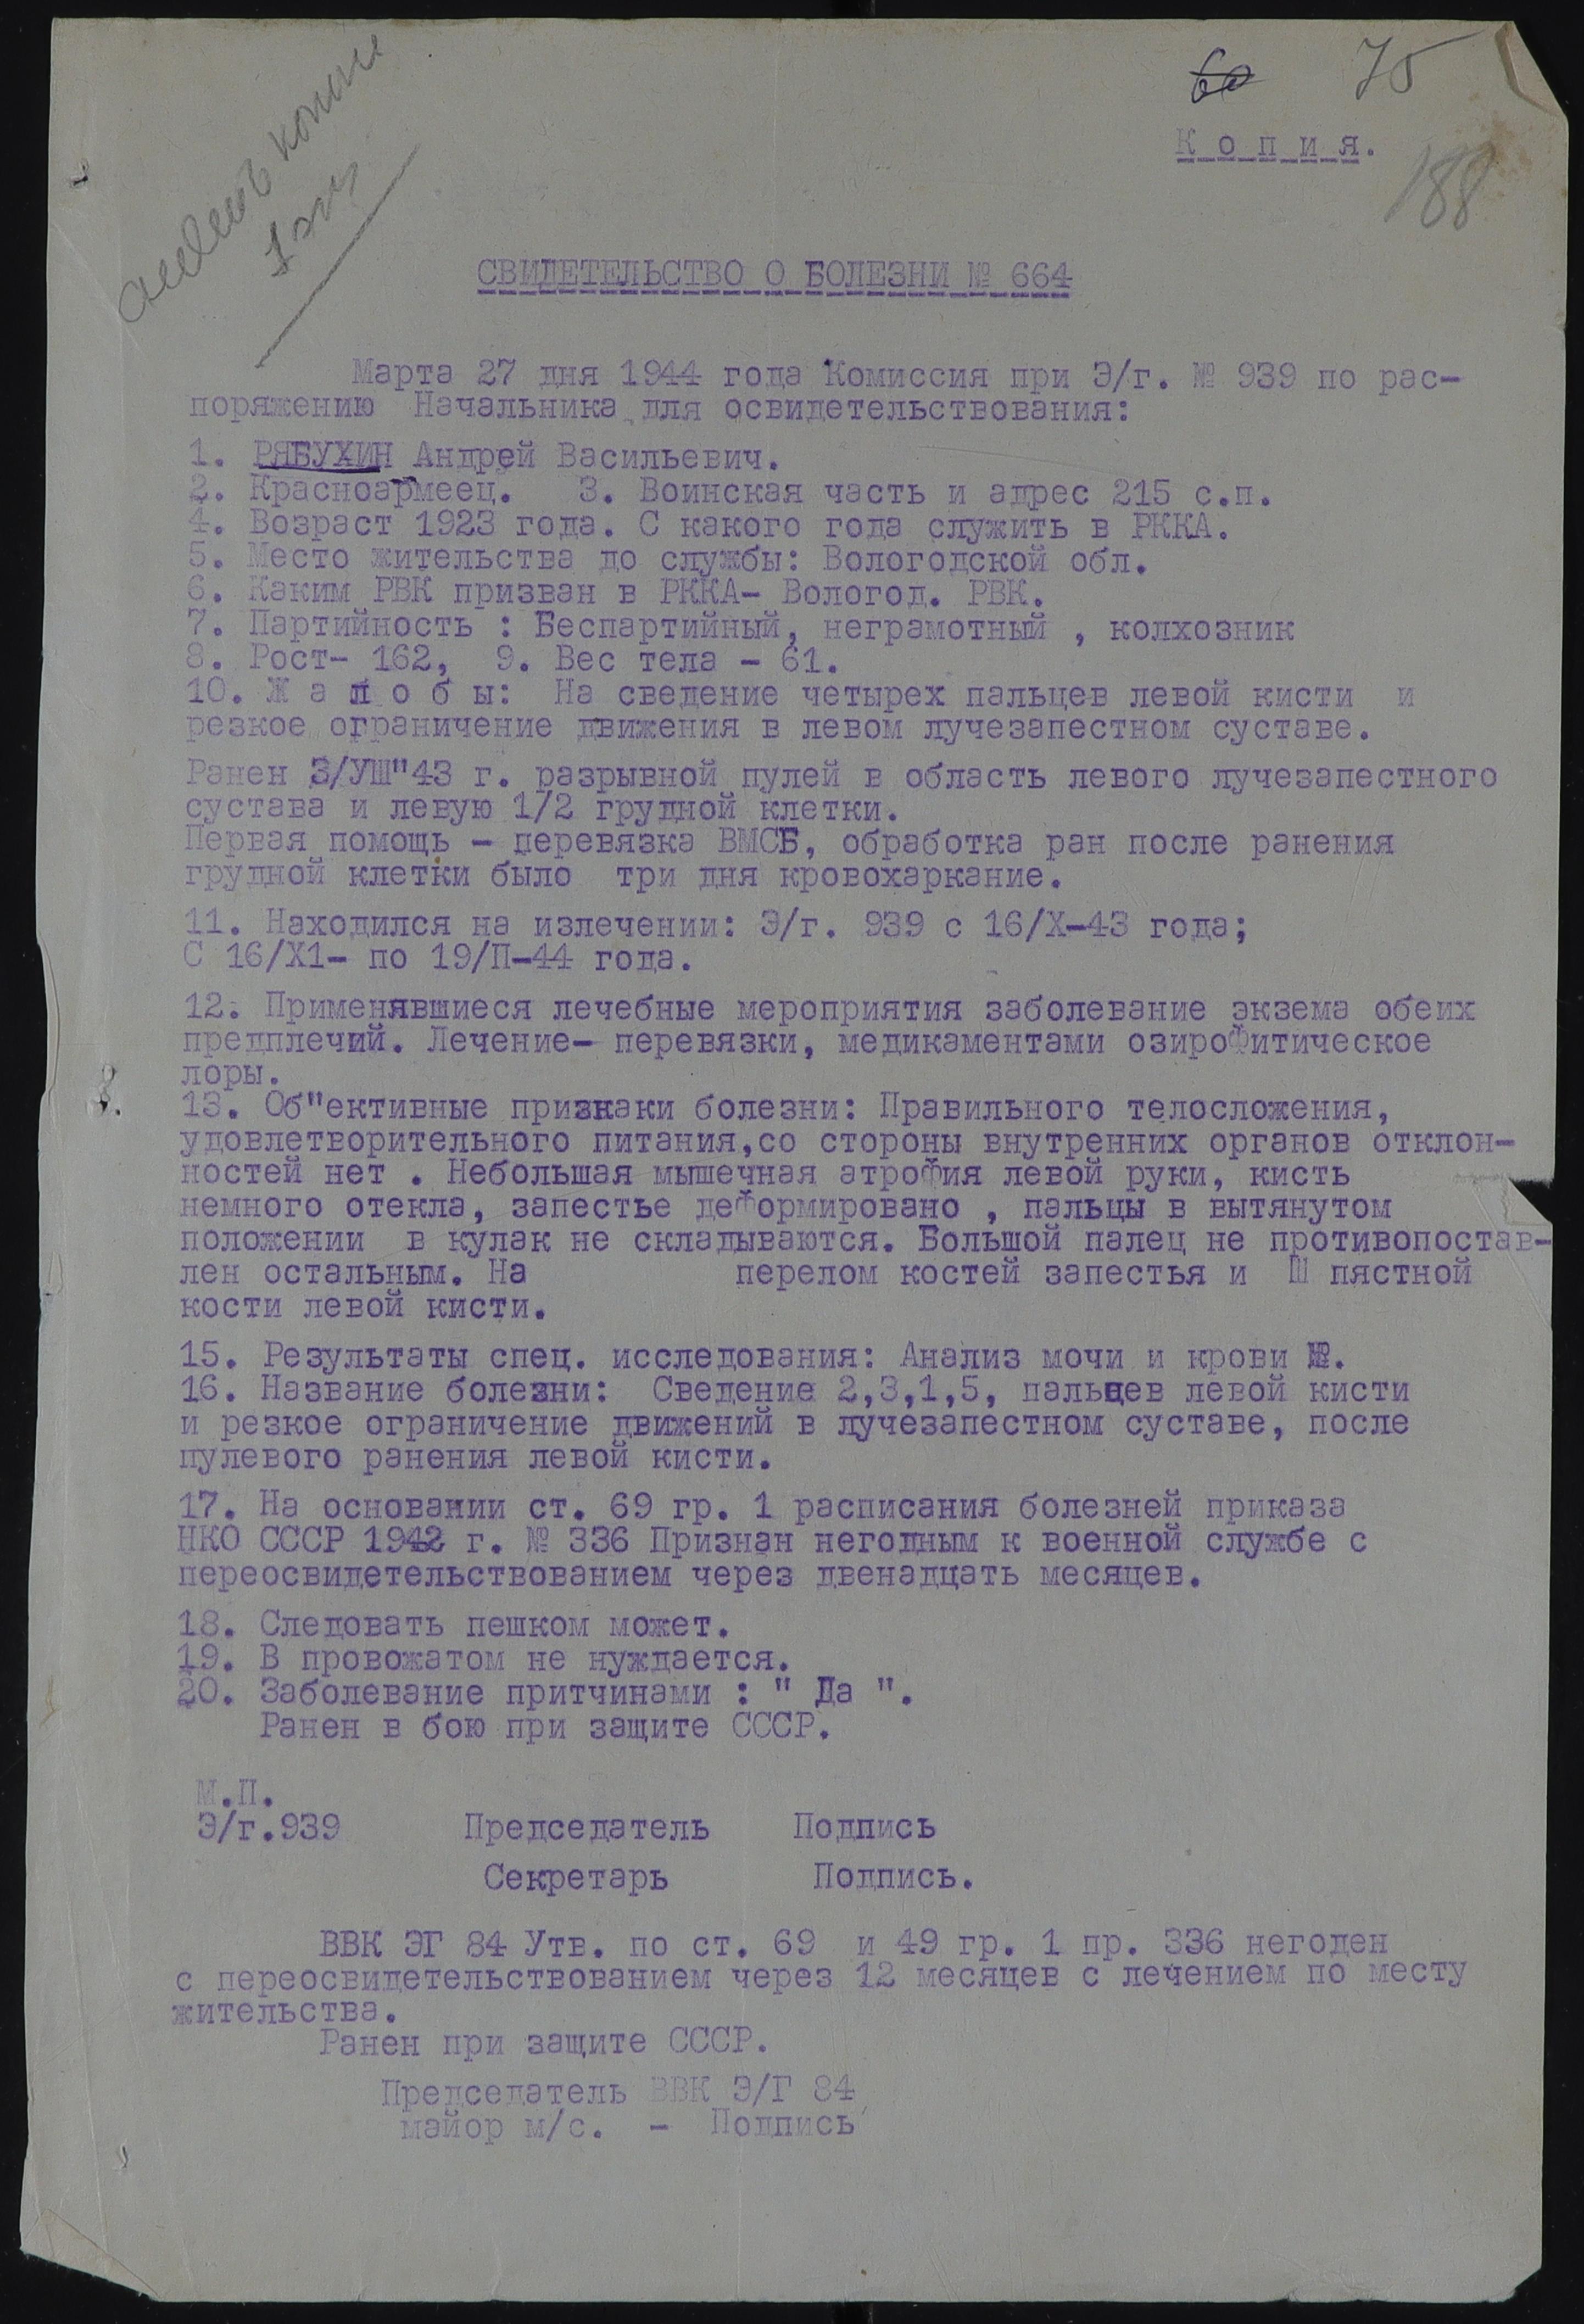 60 75
Копия.
188
копии
1 экз
СВИДЕТЕЛЬСТВО О БОЛЕЗНИ № 664
Марта 27 дня 1944 года Комиссия при Э/г. № 939 по рас-
поряжению Начальника для освидетельствования:
1. РЯБУХИН Андрей Васильевич.
2. Красноармеец. 3. Воинская часть и адрес 215 с.п.
4. Возраст 1923 года. С какого года служить в РККА.
5. Место жительства до службы: Вологодской обл.
6. Каким РВК призван в РККА- Вологод. РВК.
7. Партийность : Беспартийный, неграмотный , колхозник
8. Рост- 162, 9. Вес тела - 61.
10. Ж а л о б ы: На сведение четырех пальцев левой кисти и
резкое ограничение движения в левом лучезапестном суставе.
Ранен 3/УШ"43 г. разрывной пулей в область левого лучезапестного
сустава и левую 1/2 грудной клетки.
Первая помощь - перевязка ВМСБ, обработка ран после ранения
грудной клетки было три дня кровохаркание.
11. Находился на излечении: Э/г. 939 с 16/Х-43 года;
С 16/Х1- по 19/П-44 года.
12. Применявшиеся лечебные мероприятия заболевание экзема обеих
предплечий. Лечение- перевязки, медикаментами озирофитическое
лоры.
13. Об"ективные признаки болезни: Правильного телосложения,
удовлетворительного питания,со стороны внутренних органов отклон-
ностей нет . Небольшая мышечная атрофия левой руки, кисть
немного отекла, запестье деформировано , пальцы в вытянутом
положении в кулак не складываются. Большой палец не противопостав-
лен остальным. На перелом костей запестья и Ш пястной
кости левой кисти.
15. Результаты спец. исследования: Анализ мочи и крови №.
16. Название болезни: Сведение 2,3,1,5, пальцев левой кисти
и резкое ограничение движений в лучезапестном суставе, после
пулевого ранения левой кисти.
17. На основании ст. 69 гр. 1 расписания болезней приказа
НКО СССР 1942 г. № 336 Признан негодным к военной службе с
переосвидетельствованием через двенадцать месяцев.
18. Следовать пешком может.
19. В провожатом не нуждается.
20. Заболевание притчинами : " Да ".
Ранен в бою при защите СССР.
М.П.
Э/г.939 Председатель Подпись
Секретарь Подпись.
ВВК ЭГ 84 Утв. по ст. 69 и 49 гр. 1 пр. 336 негоден
с переосвидетельствованием через 12 месяцев с лечением по месту
жительства.
Ранен при защите СССР.
Председатель ВВК Э/Г 84
майор м/с. - Подпись